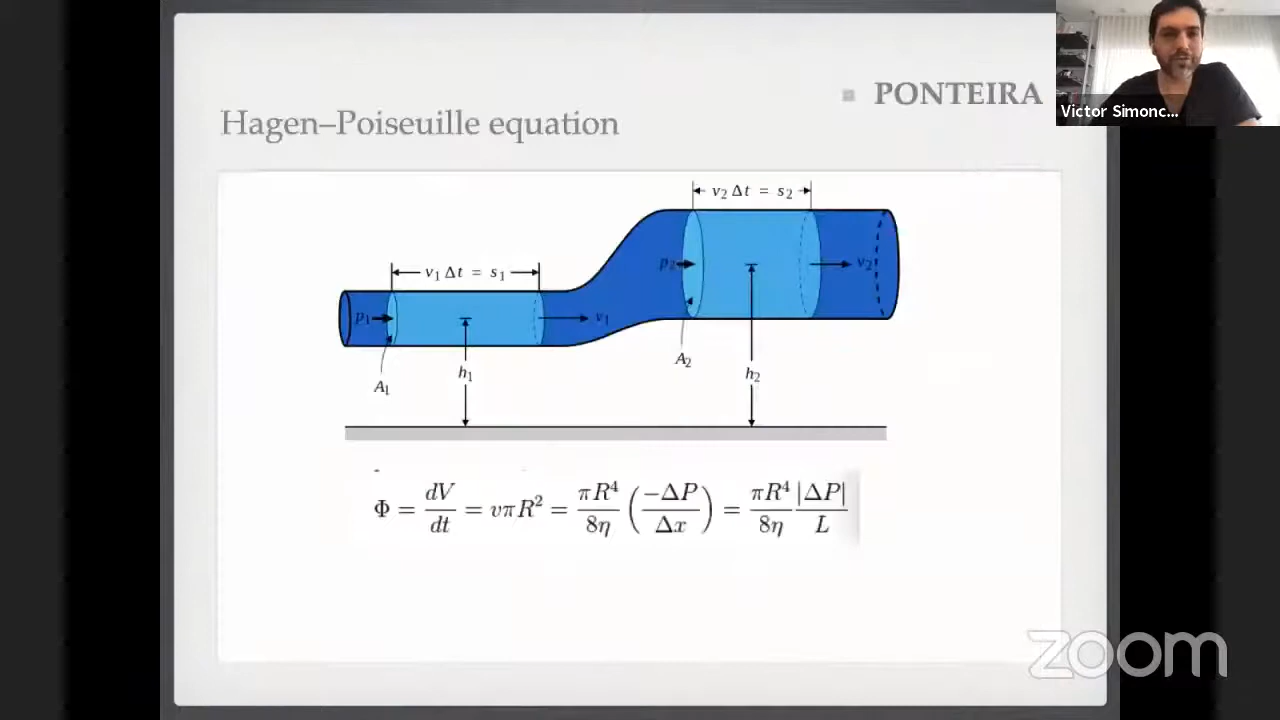 PONTEIRA
Hagen–Poiseuille equation
Victor Simonc...
v₂ Δt = s₂
v₁ Δt = s₁
p₂
v₂
p₁
v₁
A₂
A₁
h₁
h₂
Φ = dV/dt = vπR² = πR⁴/8η (−ΔP/Δx) = πR⁴/8η |ΔP|/L
zoom